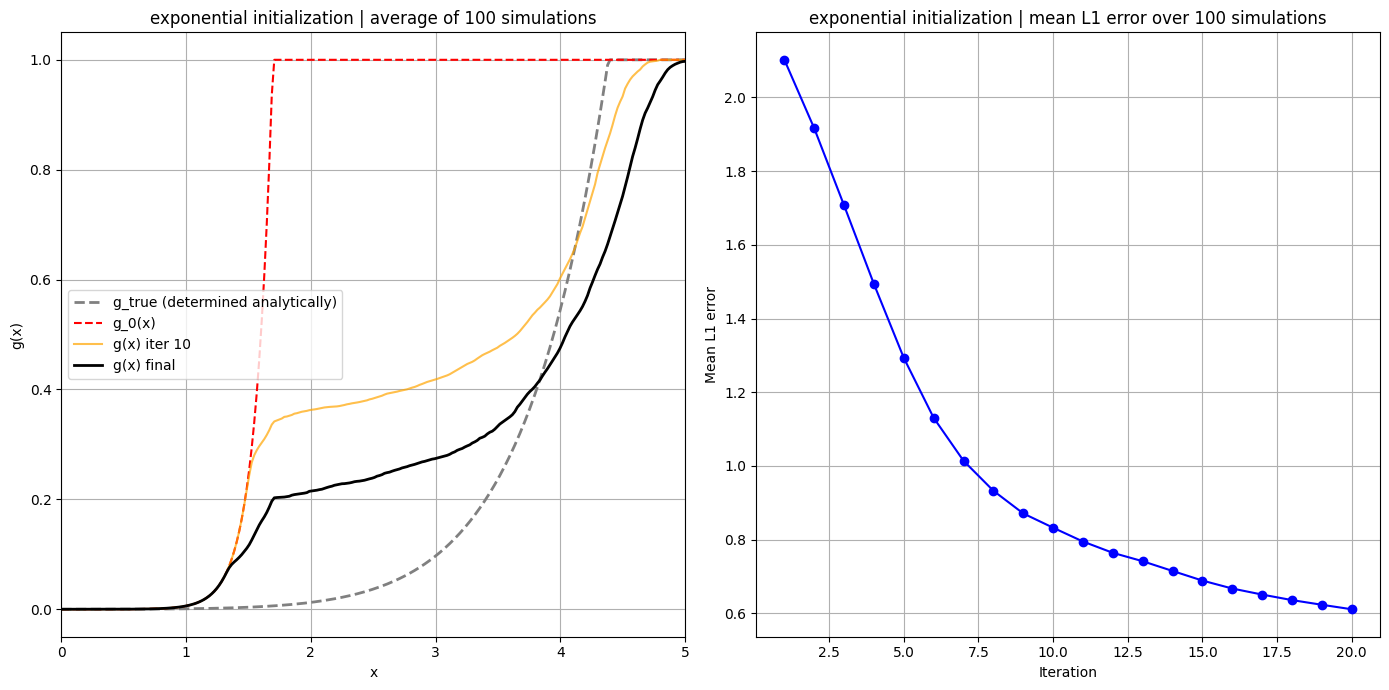 exponential initialization | average of 100 simulations
g(x)
1.0
0.8
0.6
0.4
0.2
0.0
g_true (determined analytically)
g_0(x)
g(x) iter 10
g(x) final
0 1 2 3 4 5
x
exponential initialization | mean L1 error over 100 simulations
Mean L1 error
2.0
1.8
1.6
1.4
1.2
1.0
0.8
0.6
2.5 5.0 7.5 10.0 12.5 15.0 17.5 20.0
Iteration